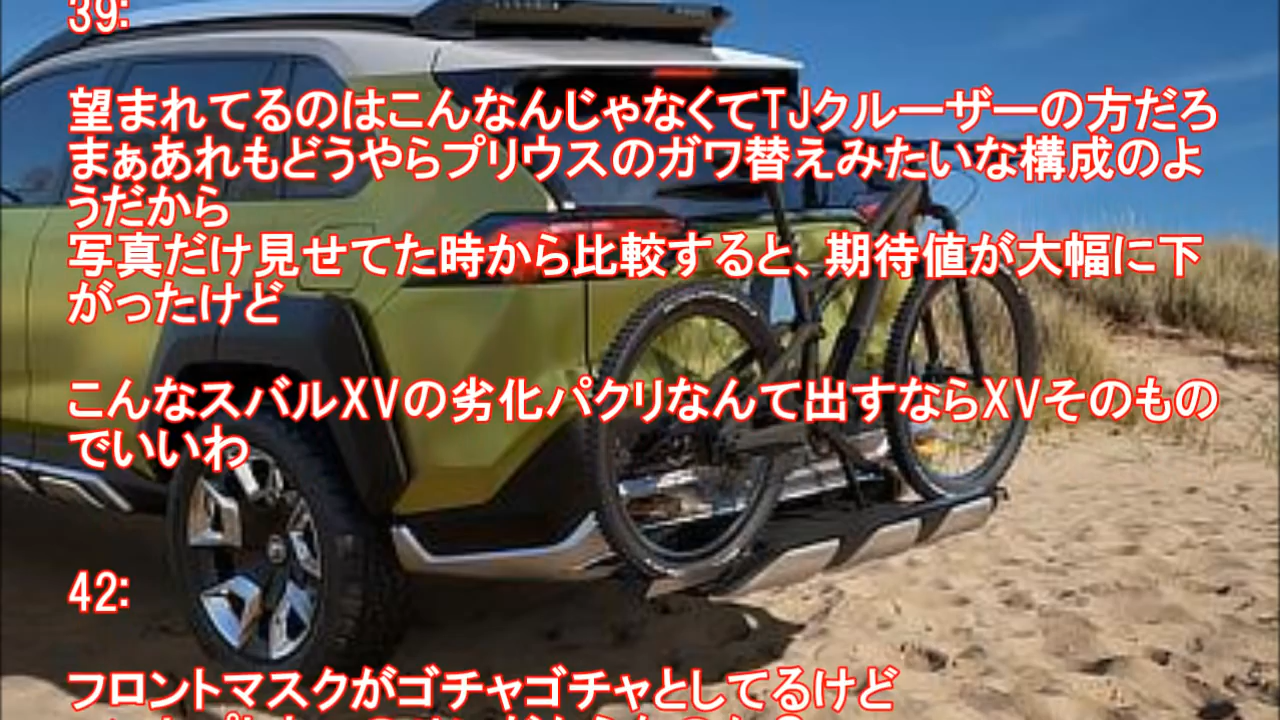 39:
望まれてるのはこんなんじゃなくてTJクルーザーの方だろ
まぁあれもどうやらプリウスのガワ替えみたいな構成のよ
うだから
写真だけ見せてた時から比較すると、期待値が大幅に下
がったけど
こんなスバルXVの劣化パクリなんて出すならXVそのもの
でいいわ
42:
フロントマスクがゴチャゴチャとしてるけど